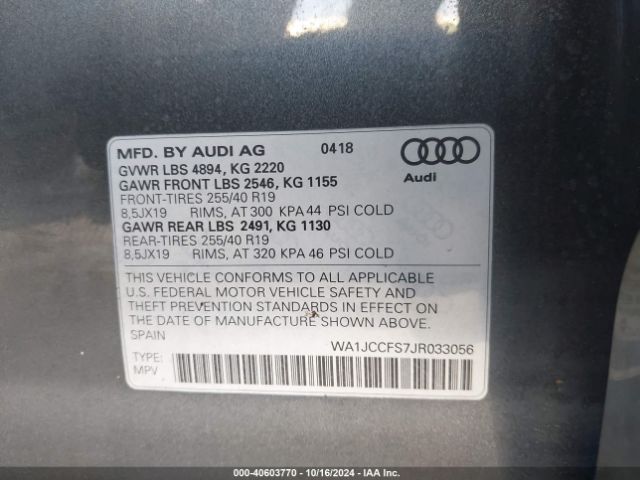 MFD. BY AUDI AG 0418
GVWR LBS 4894, KG 2220
GAWR FRONT LBS 2546, KG 1155
FRONT-TIRES 255/40 R19
8,5JX19 RIMS, AT 300 KPA 44 PSI COLD
GAWR REAR LBS 2491, KG 1130
REAR-TIRES 255/40 R19
8,5JX19 RIMS, AT 320 KPA 46 PSI COLD
Audi
THIS VEHICLE CONFORMS TO ALL APPLICABLE
U.S. FEDERAL MOTOR VEHICLE SAFETY AND
THEFT PREVENTION STANDARDS IN EFFECT ON
THE DATE OF MANUFACTURE SHOWN ABOVE.
SPAIN
WA1JCCFS7JR033056
TYPE:
MPV
000-40603770 - 10/16/2024 - IAA Inc.